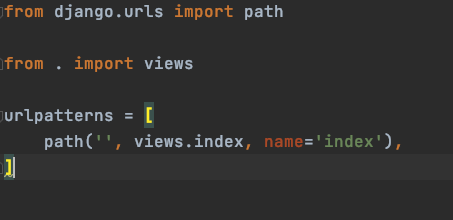 from django.urls import path
from . import views
urlpatterns = [
    path('', views.index, name='index'),
]